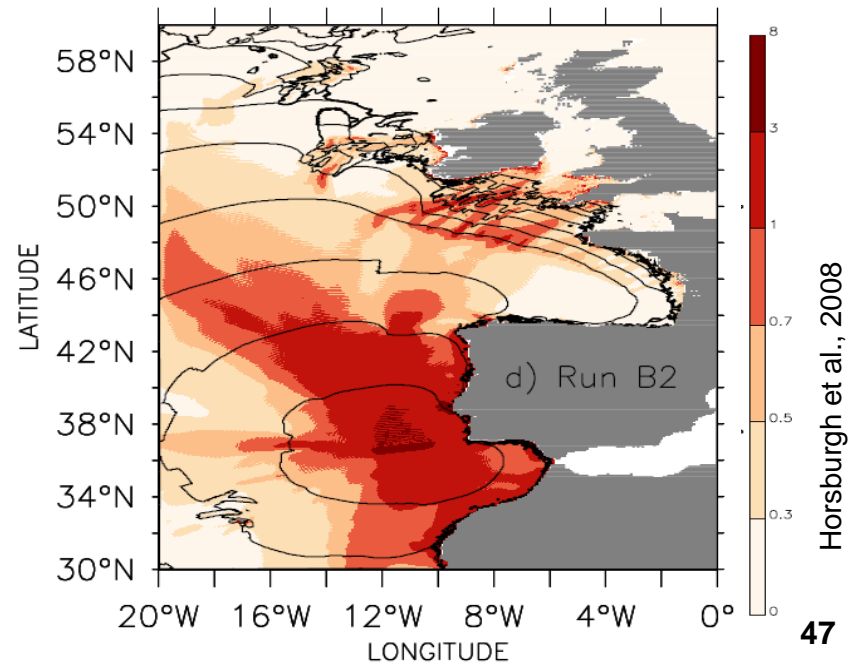 58°N
54°N
50°N
46°N
42°N
38°N
34°N
30°N
LATITUDE
20°W 16°W 12°W 8°W 4°W 0°
LONGITUDE
d) Run B2
8
3
1
0.7
0.5
0.3
0
Horsburgh et al., 2008
47